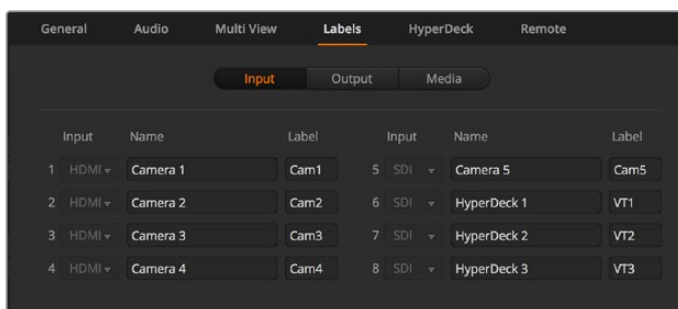 General Audio Multi View Labels HyperDeck Remote
Input Output Media
Input Name Label Input Name Label
1 HDMI Camera 1 Cam1 5 SDI Camera 5 Cam5
2 HDMI Camera 2 Cam2 6 SDI HyperDeck 1 VT1
3 HDMI Camera 3 Cam3 7 SDI HyperDeck 2 VT2
4 HDMI Camera 4 Cam4 8 SDI HyperDeck 3 VT3